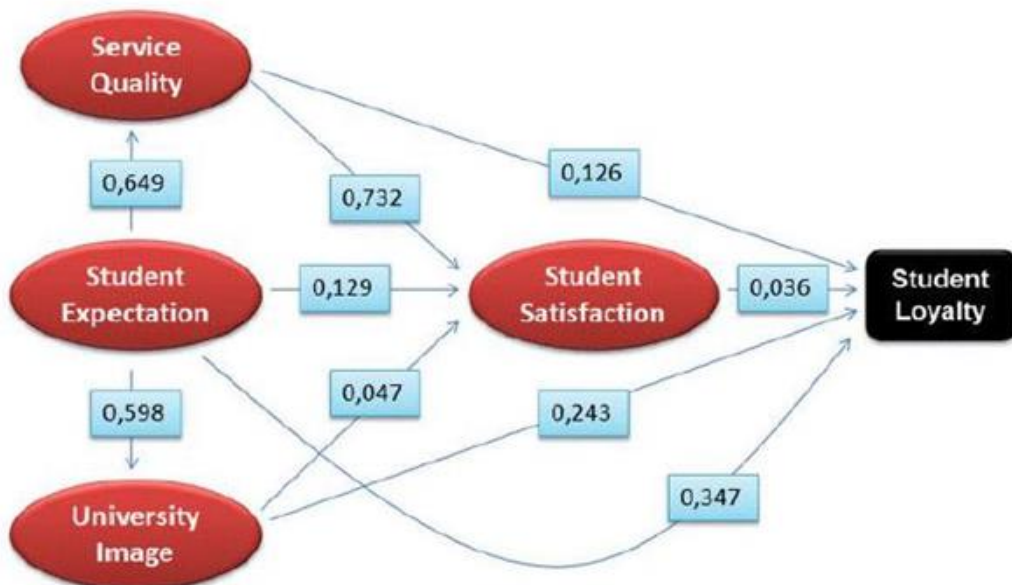 Service
Quality
0,649
0,732
0,126
Student
Expectation
0,129
Student
Satisfaction
0,036
Student
Loyalty
0,598
0,047
0,243
0,347
University
Image